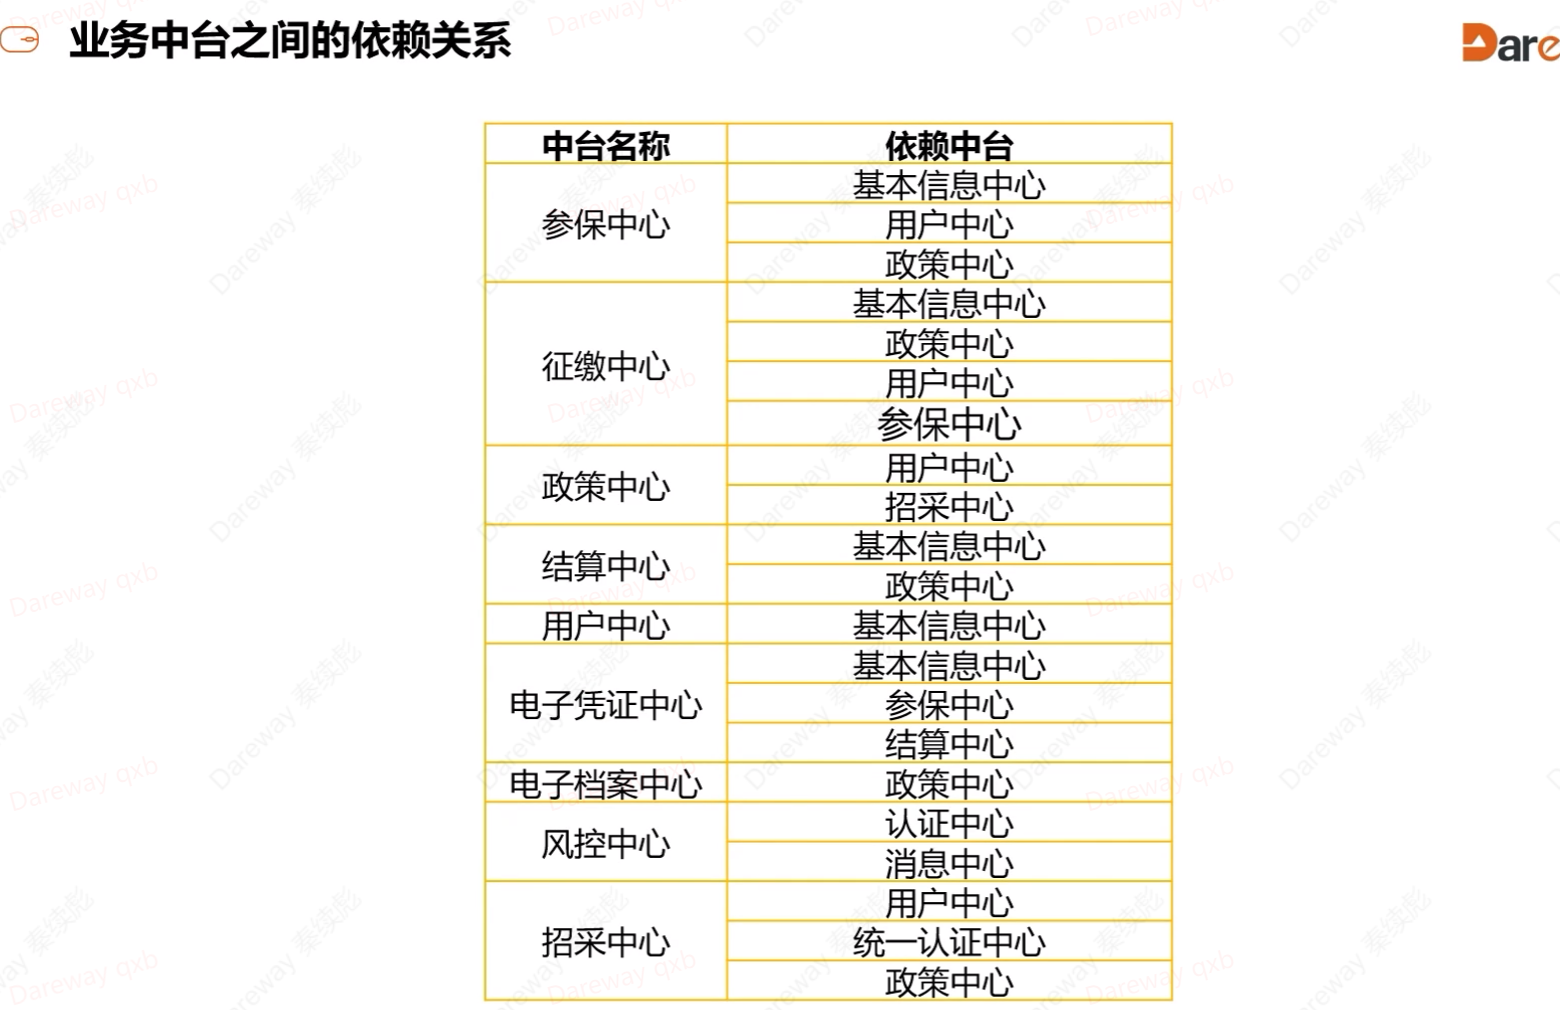 业务中台之间的依赖关系
Dare
中台名称 依赖中台
参保中心 基本信息中心
用户中心
政策中心
征缴中心 基本信息中心
政策中心
用户中心
参保中心
政策中心 用户中心
招采中心
结算中心 基本信息中心
政策中心
用户中心 基本信息中心
电子凭证中心 基本信息中心
参保中心
结算中心
电子档案中心 政策中心
风控中心 认证中心
消息中心
招采中心 用户中心
统一认证中心
政策中心
Dareway qxb
Dareway 秦续彪